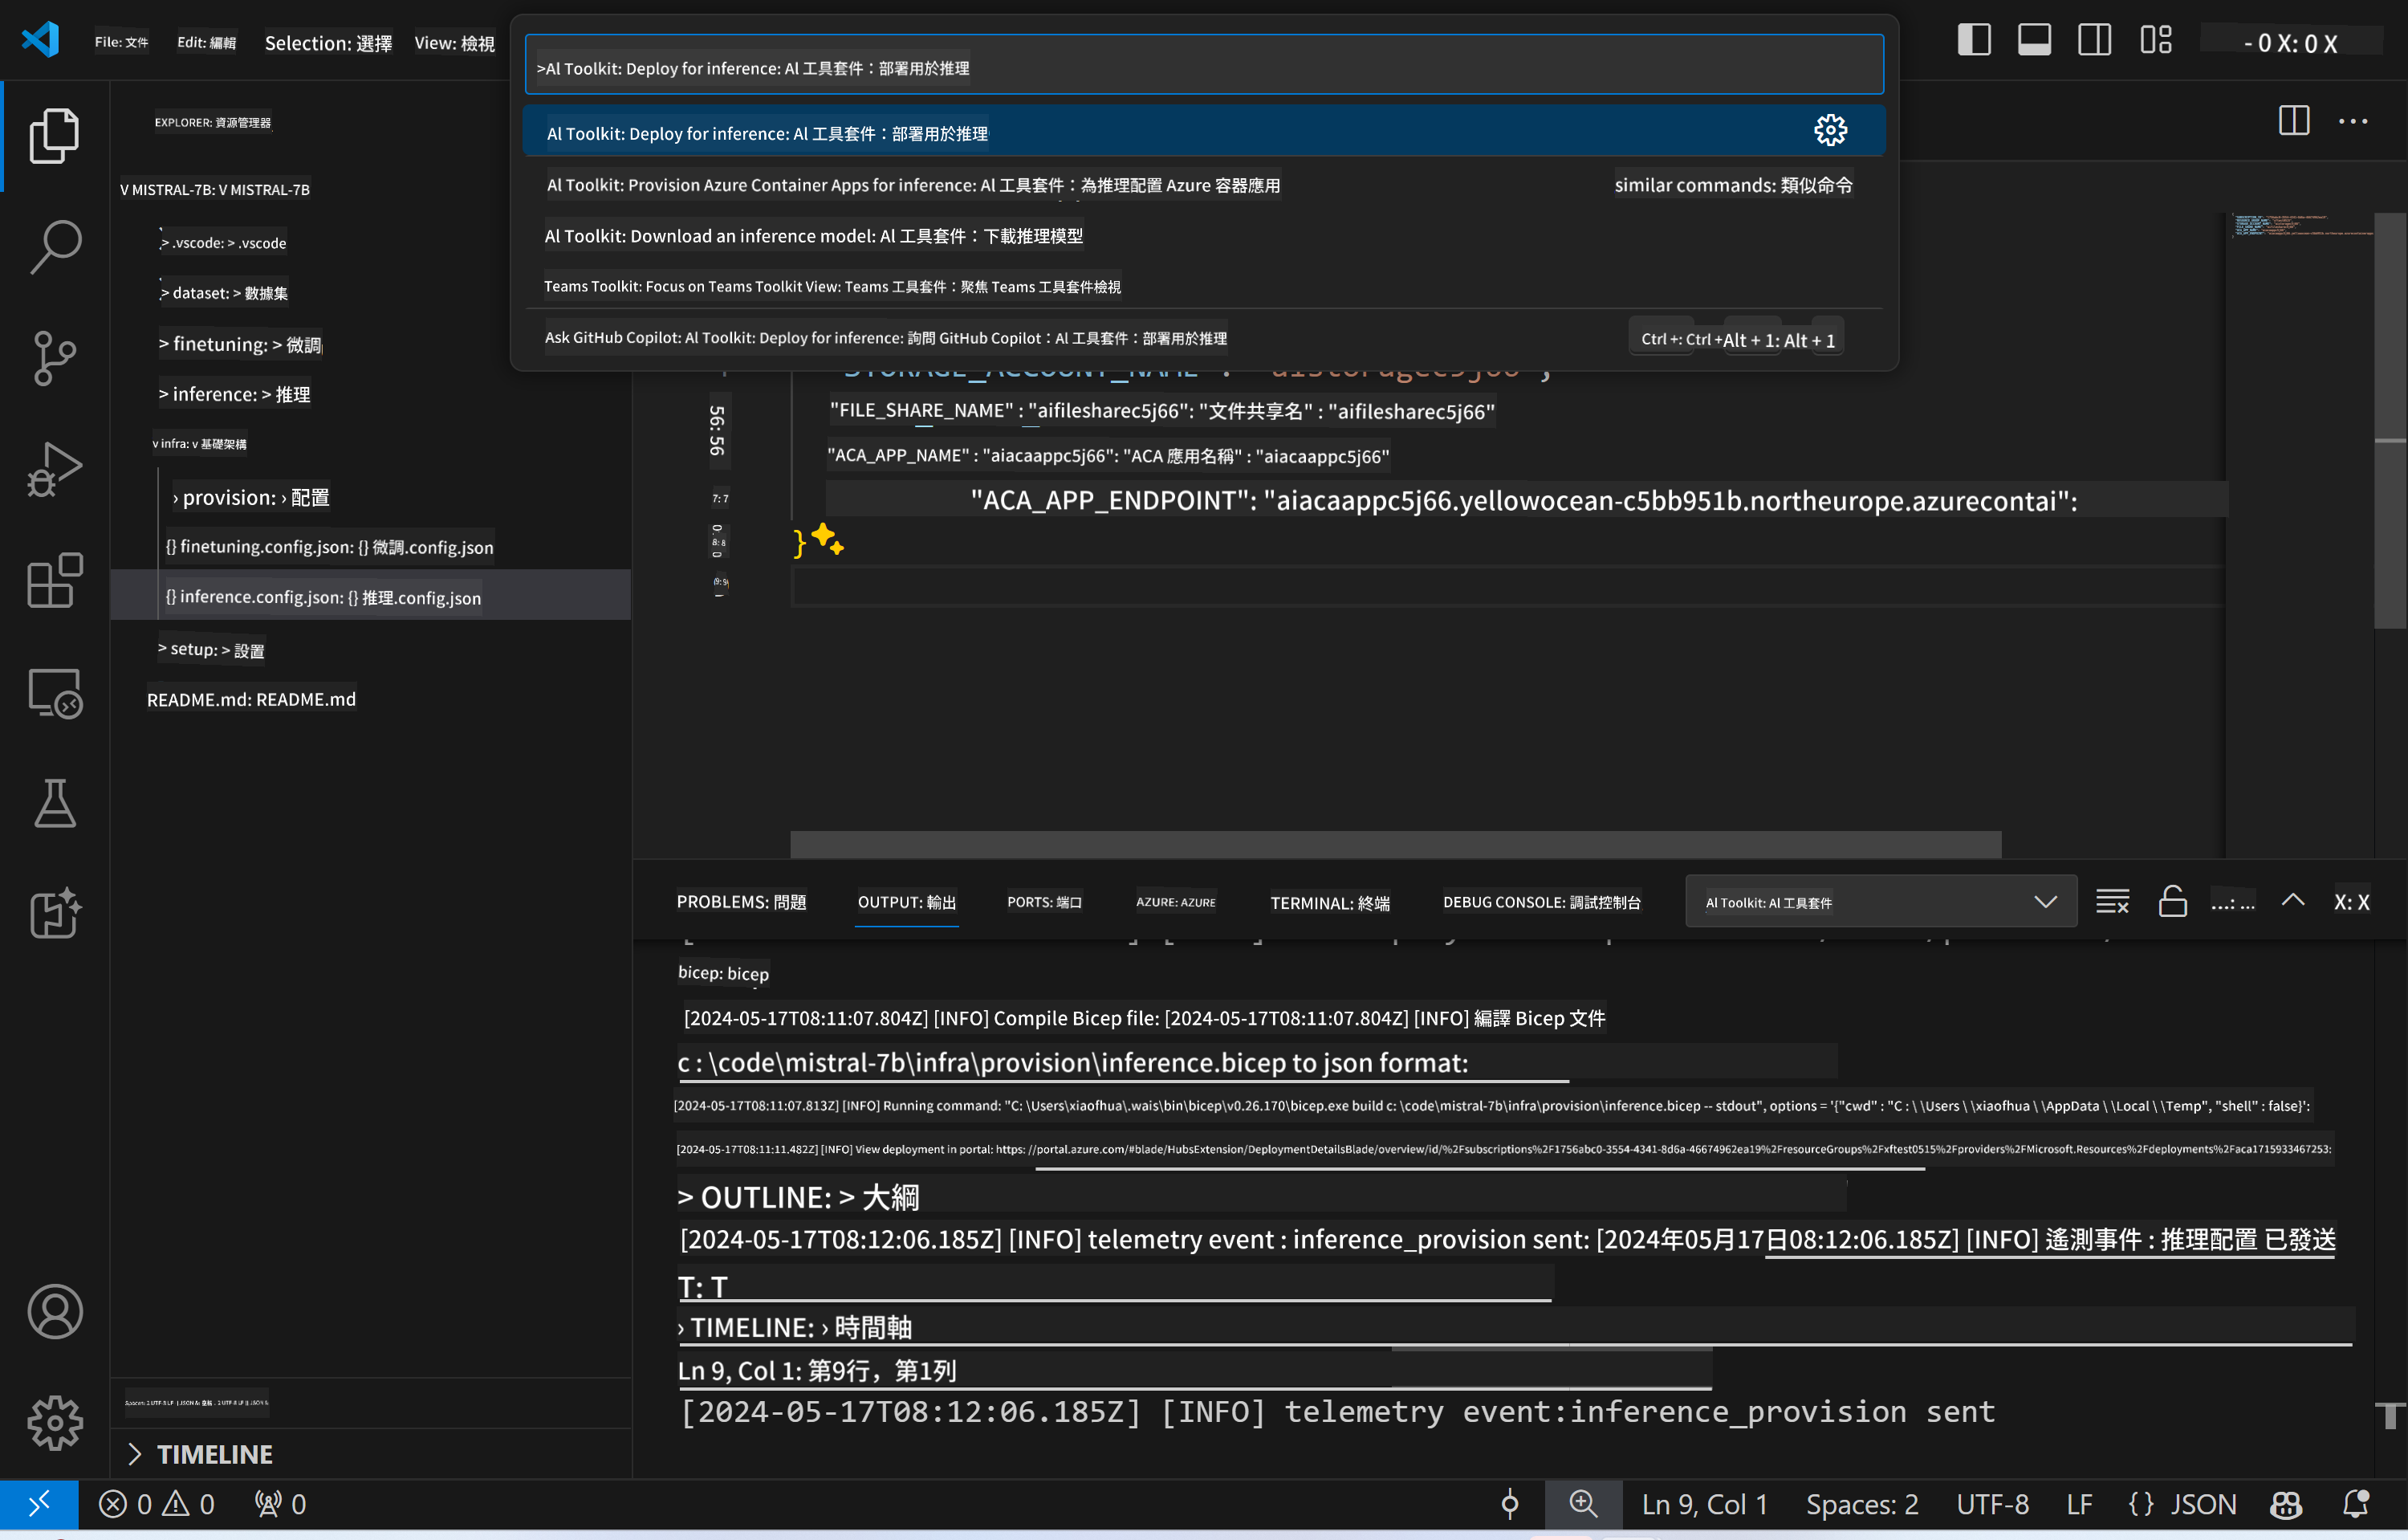 File: 文件 Edit: 編輯 Selection: 選擇 View: 檢視
- 0 X: 0 X
>Al Toolkit: Deploy for inference: Al 工具套件：部署用於推理
Al Toolkit: Deploy for inference: Al 工具套件：部署用於推理
Al Toolkit: Provision Azure Container Apps for inference: Al 工具套件：為推理配置 Azure 容器應用
similar commands: 類似命令
Al Toolkit: Download an inference model: Al 工具套件：下載推理模型
Teams Toolkit: Focus on Teams Toolkit View: Teams 工具套件：聚焦 Teams 工具套件檢視
Ask GitHub Copilot: Al Toolkit: Deploy for inference: 詢問 GitHub Copilot：Al 工具套件：部署用於推理
Ctrl +: Ctrl +Alt + 1: Alt + 1
EXPLORER: 資源管理器
V MISTRAL-7B: V MISTRAL-7B
> .vscode: > .vscode
> dataset: > 數據集
> finetuning: > 微調
> inference: > 推理
v infra: v 基礎架構
› provision: › 配置
{} finetuning.config.json: {} 微調.config.json
{} inference.config.json: {} 推理.config.json
> setup: > 設置
README.md: README.md
56: 56
"FILE_SHARE_NAME" : "aifilesharec5j66": "文件共享名" : "aifilesharec5j66"
"ACA_APP_NAME" : "aiacaappc5j66": "ACA 應用名稱" : "aiacaappc5j66"
7: 7
"ACA_APP_ENDPOINT": "aiacaappc5j66.yellowocean-c5bb951b.northeurope.azurecontai":
8: 8
}
9: 9
PROBLEMS: 問題 OUTPUT: 輸出 PORTS: 端口 AZURE: AZURE TERMINAL: 終端 DEBUG CONSOLE: 調試控制台
Al Toolkit: Al 工具套件
...: ...
X: X
bicep: bicep
[2024-05-17T08:11:07.804Z] [INFO] Compile Bicep file: [2024-05-17T08:11:07.804Z] [INFO] 編譯 Bicep 文件
c : \code\mistral-7b\infra\provision\inference.bicep to json format:
[2024-05-17T08:11:07.813Z] [INFO] Running command: "C: \Users\xiaofhua\.wais\bin\bicep\v0.26.170\bicep.exe build c: \code\mistral-7b\infra\provision\inference.bicep -- stdout", options = '{"cwd" : "C : \ \Users \ \xiaofhua \ \AppData \ \Local \ \Temp", "shell" : false}':
[2024-05-17T08:11:11.482Z] [INFO] View deployment in portal: https: //portal.azure.com/#blade/HubsExtension/DeploymentDetailsBlade/overview/id/%2Fsubscriptions%2F1756abc0-3554-4341-8d6a-46674962ea19%2FresourceGroups%2Fxftest0515%2Fproviders%2FMicrosoft.Resources%2Fdeployments%2Faca1715933467253:
> OUTLINE: > 大綱
[2024-05-17T08:12:06.185Z] [INFO] telemetry event : inference_provision sent: [2024年05月17日08:12:06.185Z] [INFO] 遙測事件 : 推理配置 已發送
T: T
› TIMELINE: › 時間軸
Ln 9, Col 1: 第9行，第1列
[2024-05-17T08:12:06.185Z] [INFO] telemetry event:inference_provision sent
TIMELINE
0 0 0
Ln 9, Col 1 Spaces: 2 UTF-8 LF {} JSON